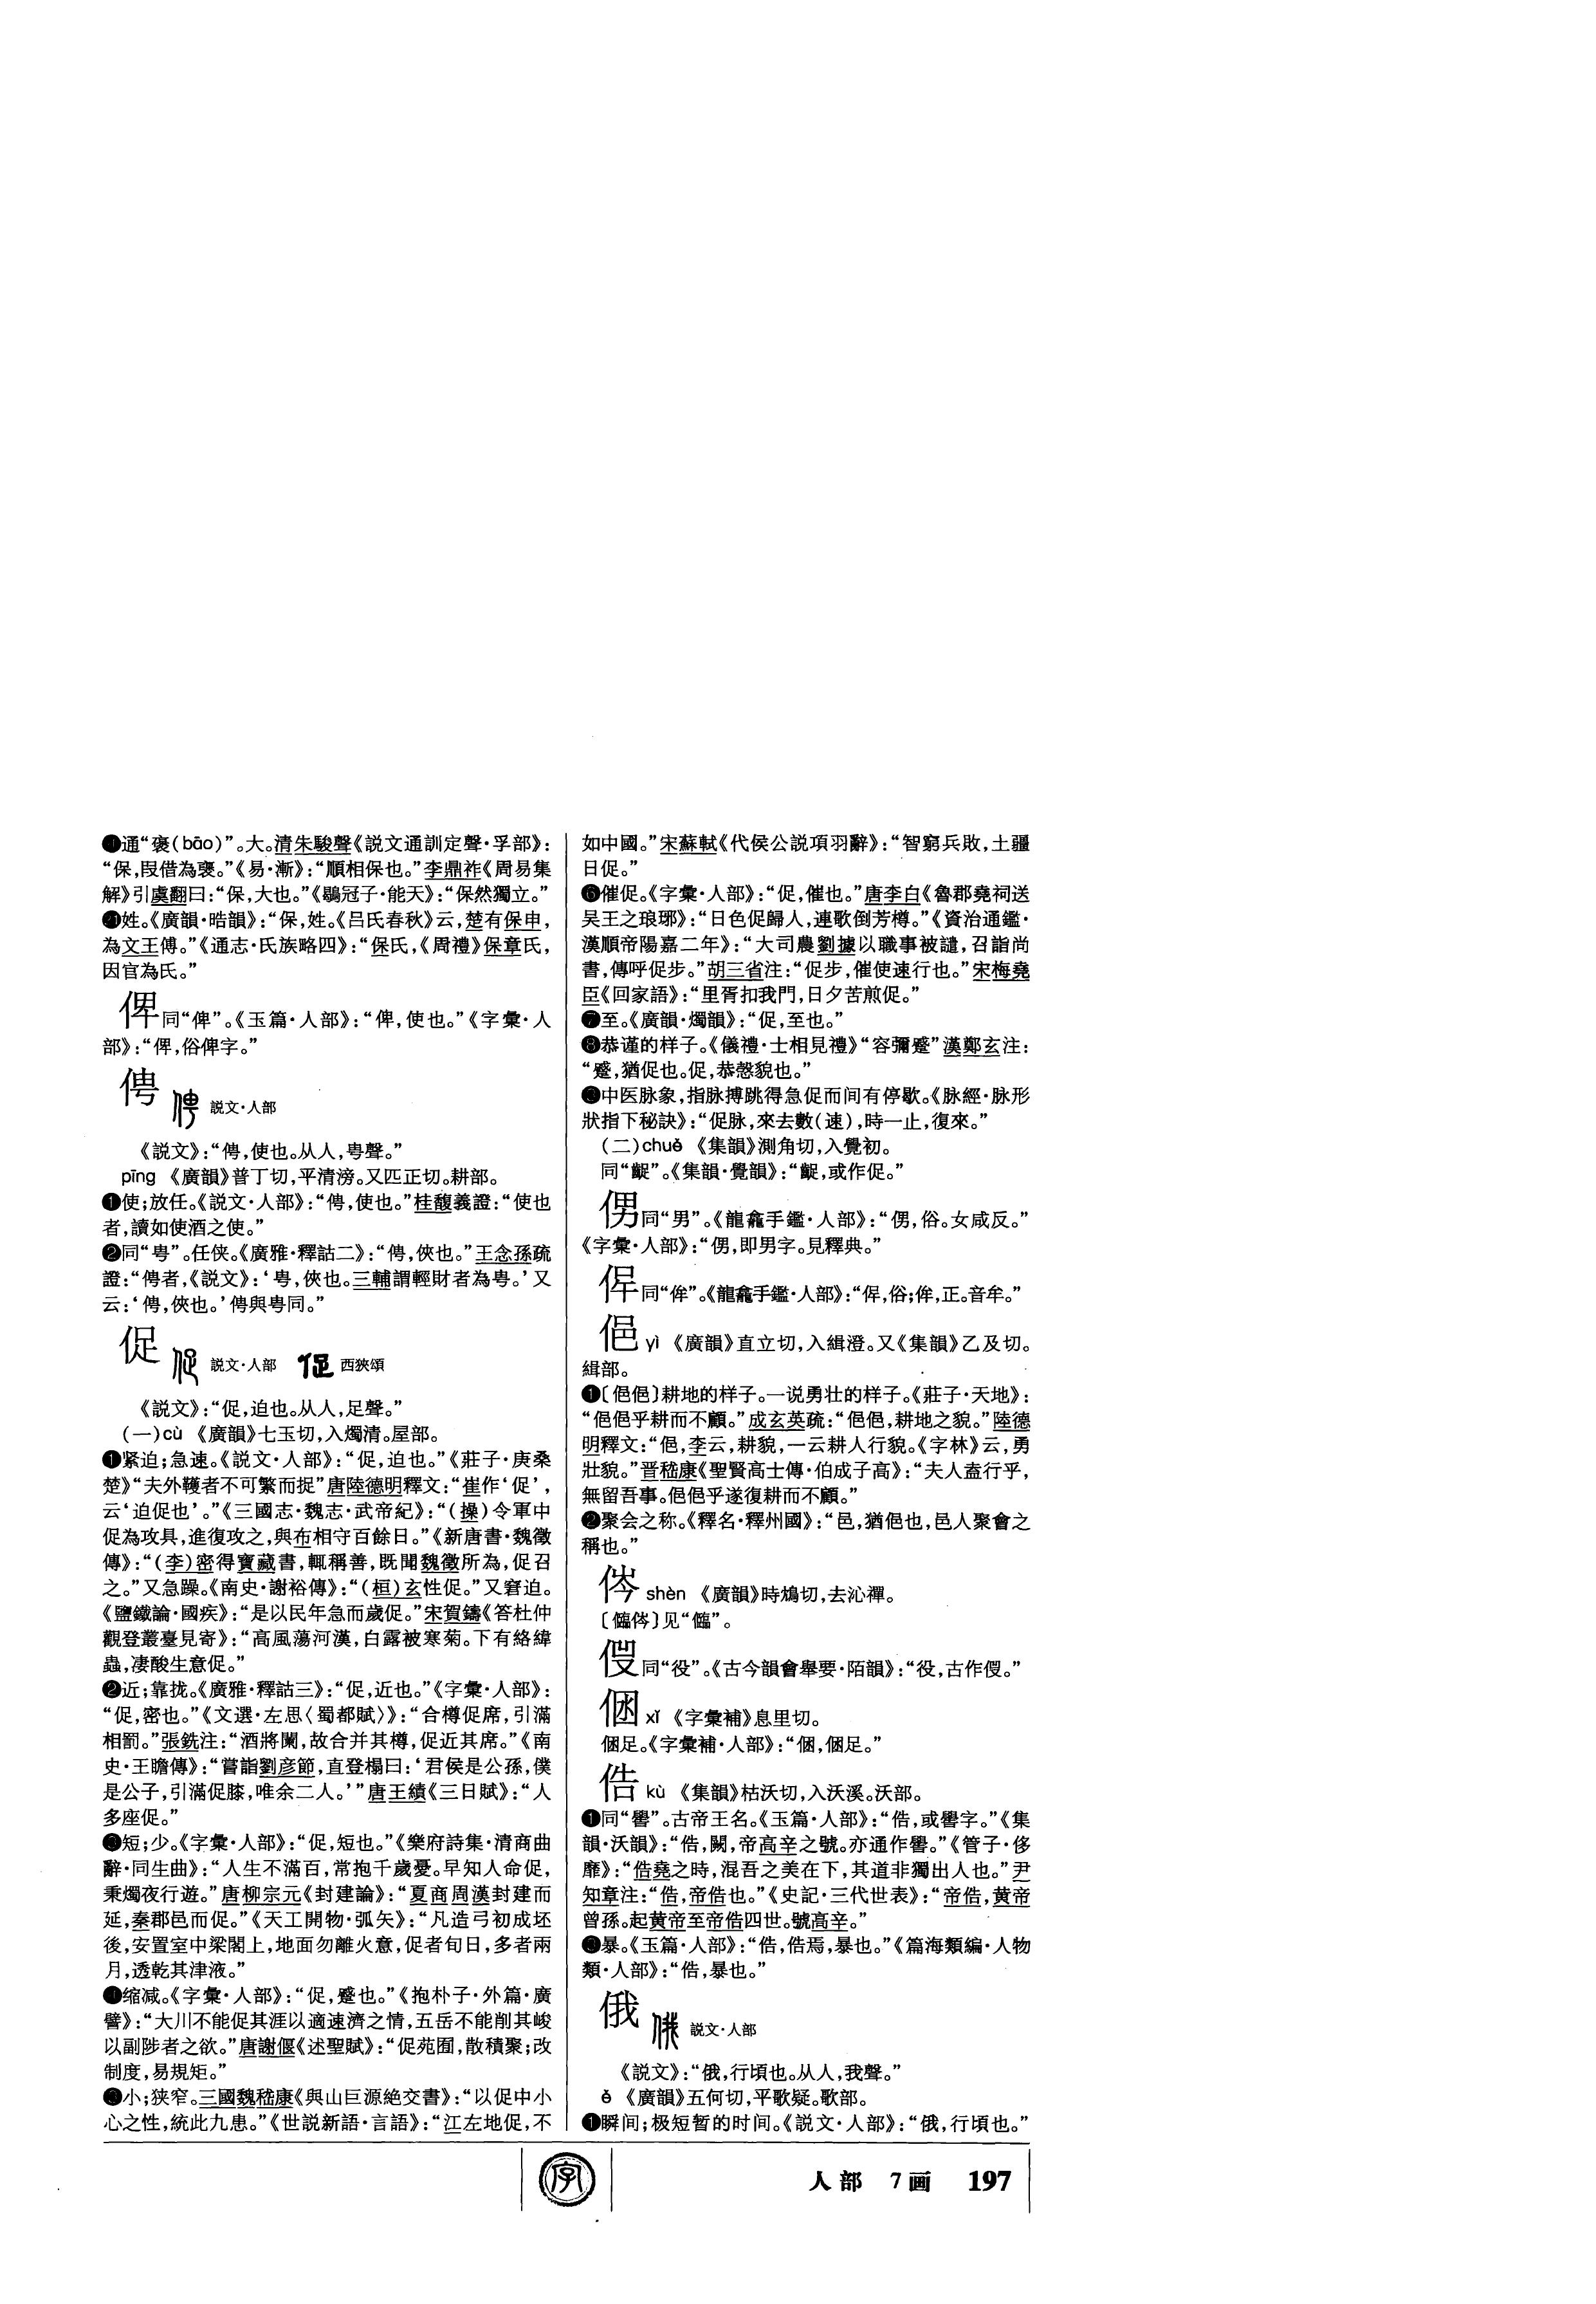 通“褒(bāo)”。大。清朱駿聲《説文通訓定聲·孚部》：
“保，叚借為襃。”《易·漸》：“順相保也。”李鼎祚《周易集
解》引虞翻曰：“保，大也。”《鶡冠子·能天》：“保然獨立。”
姓。《廣韻·晧韻》：“保，姓。《吕氏春秋》云，楚有保申，
為文王傅。”《通志·氏族略四》：“保氏，《周禮》保章氏，
因官為氏。”
同“俾”。《玉篇·人部》：“俾，使也。”《字彙·人
部》：“俾，俗俾字。”
俜 説文·人部
《説文》：“俜，使也。从人，甹聲。”
pīng 《廣韻》普丁切，平清滂。又匹正切。耕部。
❶使；放任。《説文·人部》：“俜，使也。”桂馥義證：“使也
者，讀如使酒之使。”
❷同“甹”。任侠。《廣雅·釋詁二》：“俜，俠也。”王念孫疏
證：“俜者，《説文》：‘甹，俠也。三輔謂輕財者為甹。’又
云：‘俜，俠也。’俜與甹同。”
促 説文·人部 促 西狹頌
《説文》：“促，迫也。从人，足聲。”
(一)cù 《廣韻》七玉切，入燭清。屋部。
❶紧迫；急速。《説文·人部》：“促，迫也。”《莊子·庚桑
楚》“夫外韄者不可繁而捉”唐陸德明釋文：“崔作‘促’，
云‘迫促也’。”《三國志·魏志·武帝紀》：“(操)令軍中
促為攻具，進復攻之，與布相守百餘日。”《新唐書·魏徵
傳》：“(李)密得寶藏書，輒稱善，既聞魏徵所為，促召
之。”又急躁。《南史·謝裕傳》：“(桓)玄性促。”又窘迫。
《鹽鐵論·國疾》：“是以民年急而歲促。”宋賀鑄《答杜仲
觀登叢臺見寄》：“高風蕩河漢，白露被寒菊。下有絡緯
蟲，凄酸生意促。”
❷近；靠拢。《廣雅·釋詁三》：“促，近也。”《字彙·人部》：
“促，密也。”《文選·左思〈蜀都賦〉》：“合樽促席，引滿
相罰。”張銑注：“酒將闌，故合并其樽，促近其席。”《南
史·王瞻傳》：“嘗詣劉彦節，直登榻曰：‘君侯是公孫，僕
是公子，引滿促膝，唯余二人。’”唐王績《三日賦》：“人
多座促。”
❸短；少。《字彙·人部》：“促，短也。”《樂府詩集·清商曲
辭·同生曲》：“人生不滿百，常抱千歲憂。早知人命促，
秉燭夜行遊。”唐柳宗元《封建論》：“夏商周漢封建而
延，秦郡邑而促。”《天工開物·弧矢》：“凡造弓初成坯
後，安置室中梁閣上，地面勿離火意，促者旬日，多者兩
月，透乾其津液。”
❹缩减。《字彙·人部》：“促，蹙也。”《抱朴子·外篇·廣
譬》：“大川不能促其涯以適速濟之情，五岳不能削其峻
以副陟者之欲。”唐謝偃《述聖賦》：“促苑囿，散積聚；改
制度，易規矩。”
❺小；狭窄。三國魏嵇康《與山巨源絶交書》：“以促中小
心之性，統此九患。”《世説新語·言語》：“江左地促，不
如中國。”宋蘇軾《代侯公説項羽辭》：“智窮兵敗，土疆
日促。”
❻催促。《字彙·人部》：“促，催也。”唐李白《魯郡堯祠送
吴王之琅琊》：“日色促歸人，連歌倒芳樽。”《資治通鑑·
漢順帝陽嘉二年》：“大司農劉據以職事被譴，召詣尚
書，傳呼促步。”胡三省注：“促步，催使速行也。”宋梅堯
臣《回家語》：“里胥扣我門，日夕苦煎促。”
❼至。《廣韻·燭韻》：“促，至也。”
❽恭谨的样子。《儀禮·士相見禮》“容彌蹙”漢鄭玄注：
“蹙，猶促也。促，恭慤貌也。”
❾中医脉象，指脉搏跳得急促而间有停歇。《脉經·脉形
狀指下秘訣》：“促脉，來去數(速)，時一止，復來。”
(二)chuò 《集韻》測角切，入覺初。
同“齪”。《集韻·覺韻》：“齪，或作促。”
侽同“男”。《龍龕手鑑·人部》：“侽，俗。女咸反。”
《字彙·人部》：“侽，即男字。見釋典。”
同“侔”。《龍龕手鑑·人部》：“俗；侔，正。音牟。”
俋 yì 《廣韻》直立切，入緝澄。又《集韻》乙及切。
緝部。
❶〔俋俋〕耕地的样子。一说勇壮的样子。《莊子·天地》：
“俋俋乎耕而不顧。”成玄英疏：“俋俋，耕地之貌。”陸德
明釋文：“俋，李云，耕貌，一云耕人行貌。《字林》云，勇
壯貌。”晋嵇康《聖賢高士傳·伯成子高》：“夫人盍行乎，
無留吾事。俋俋乎遂復耕而不顧。”
❷聚会之称。《釋名·釋州國》：“邑，猶俋也，邑人聚會之
稱也。”
shèn 《廣韻》時鴆切，去沁禪。
同“役”。《古今韻會舉要·陌韻》：“役，古作伇。”
xǐ 《字彙補》息里切。
足。《字彙補·人部》：
俈 kù 《集韻》枯沃切，入沃溪。沃部。
❶同“嚳”。古帝王名。《玉篇·人部》：“俈，或嚳字。”《集
韻·沃韻》：“俈，闕，帝高辛之號。亦通作嚳。”《管子·侈
靡》：“俈堯之時，混吾之美在下，其道非獨出人也。”尹
知章注：“俈，帝俈也。”《史記·三代世表》：“帝俈，黄帝
曾孫。起黄帝至帝俈四世。號高辛。”
暴。《玉篇·人部》：“俈，俈焉，暴也。”《篇海類編·人物
類·人部》：“俈，暴也。”
俄 説文·人部
《説文》：“俄，行頃也。从人，我聲。”
é 《廣韻》五何切，平歌疑。歌部。
❶瞬间；极短暂的时间。《説文·人部》：“俄，行頃也。”
字
人部 7画 197